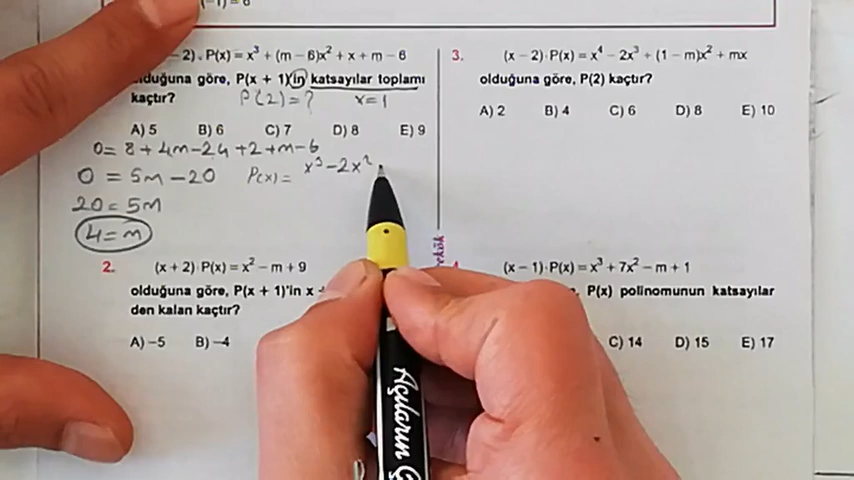 (-1) = 6
-2).P(x) = x³ + (m - 6)x² + x + m - 6
olduğuna göre, P(x + 1)'in katsayılar toplamı
kaçtır?
P(2)=? x=1
A) 5 B) 6 C) 7 D) 8 E) 9
0=8+4m-24+2+m-6
0 = 5m-20
P(x)= x³-2x²
20=5m
4=m
2. (x + 2).P(x) = x² - m + 9
olduğuna göre, P(x + 1)'in x
den kalan kaçtır?
A) -5 B) -4
3. (x - 2).P(x) = x⁴ - 2x³ + (1 - m)x² + mx
olduğuna göre, P(2) kaçtır?
A) 2 B) 4 C) 6 D) 8 E) 10
(x - 1).P(x) = x³ + 7x² - m + 1
P(x) polinomunun katsayılar
C) 14 D) 15 E) 17
Açıların